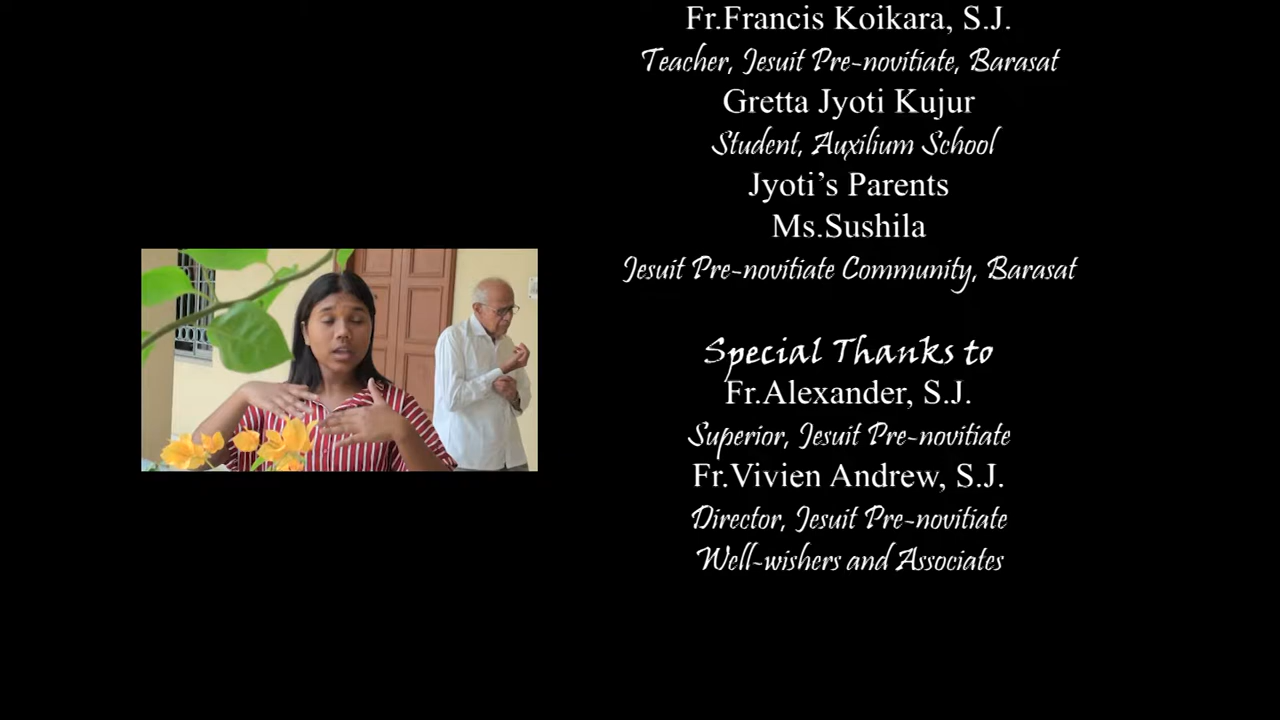 Fr.Francis Koikara, S.J.
Teacher, Jesuit Pre-novitiate, Barasat
Gretta Jyoti Kujur
Student, Auxilium School
Jyoti’s Parents
Ms.Sushila
Jesuit Pre-novitiate Community, Barasat
Special Thanks to
Fr.Alexander, S.J.
Superior, Jesuit Pre-novitiate
Fr.Vivien Andrew, S.J.
Director, Jesuit Pre-novitiate
Well-wishers and Associates